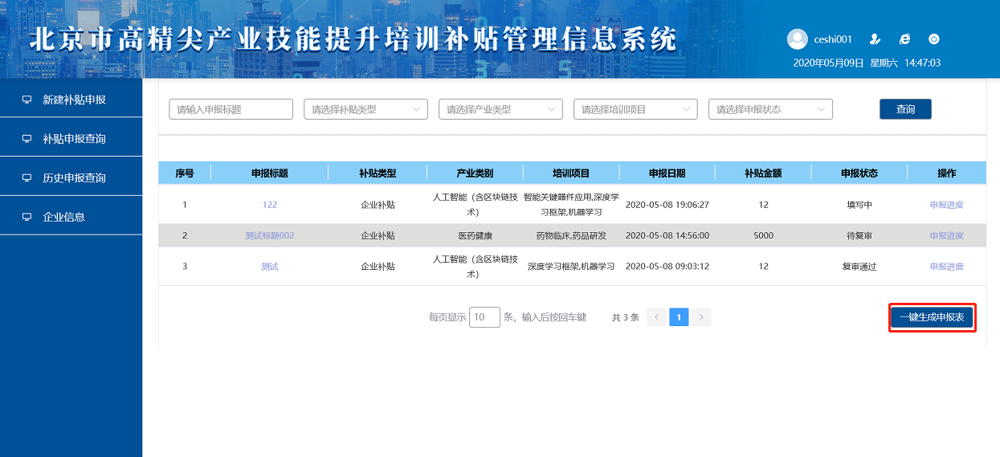 北京市高精尖产业技能提升培训补贴管理信息系统
ceshi001
2020年05月09日 星期六 14:47:03
新建补贴申报
补贴申报查询
历史申报查询
企业信息
请输入申报标题 请选择补贴类型 请选择产业类型 请选择培训项目 请选择申报状态 查询
序号 申报标题 补贴类型 产业类别 培训项目 申报日期 补贴金额 申报状态 操作
1 122 企业补贴 人工智能（含区块链技术） 智能关键器件应用,深度学习框架,机器学习 2020-05-08 19:06:27 12 填写中 申报进度
2 测试标题002 企业补贴 医药健康 药物临床,药品研发 2020-05-08 14:56:00 5000 待复审 申报进度
3 测试 企业补贴 人工智能（含区块链技术） 深度学习框架,机器学习 2020-05-08 09:03:12 12 复审通过 申报进度
每页显示 10 条，输入后按回车键 共 3 条 < 1 >
一键生成申报表